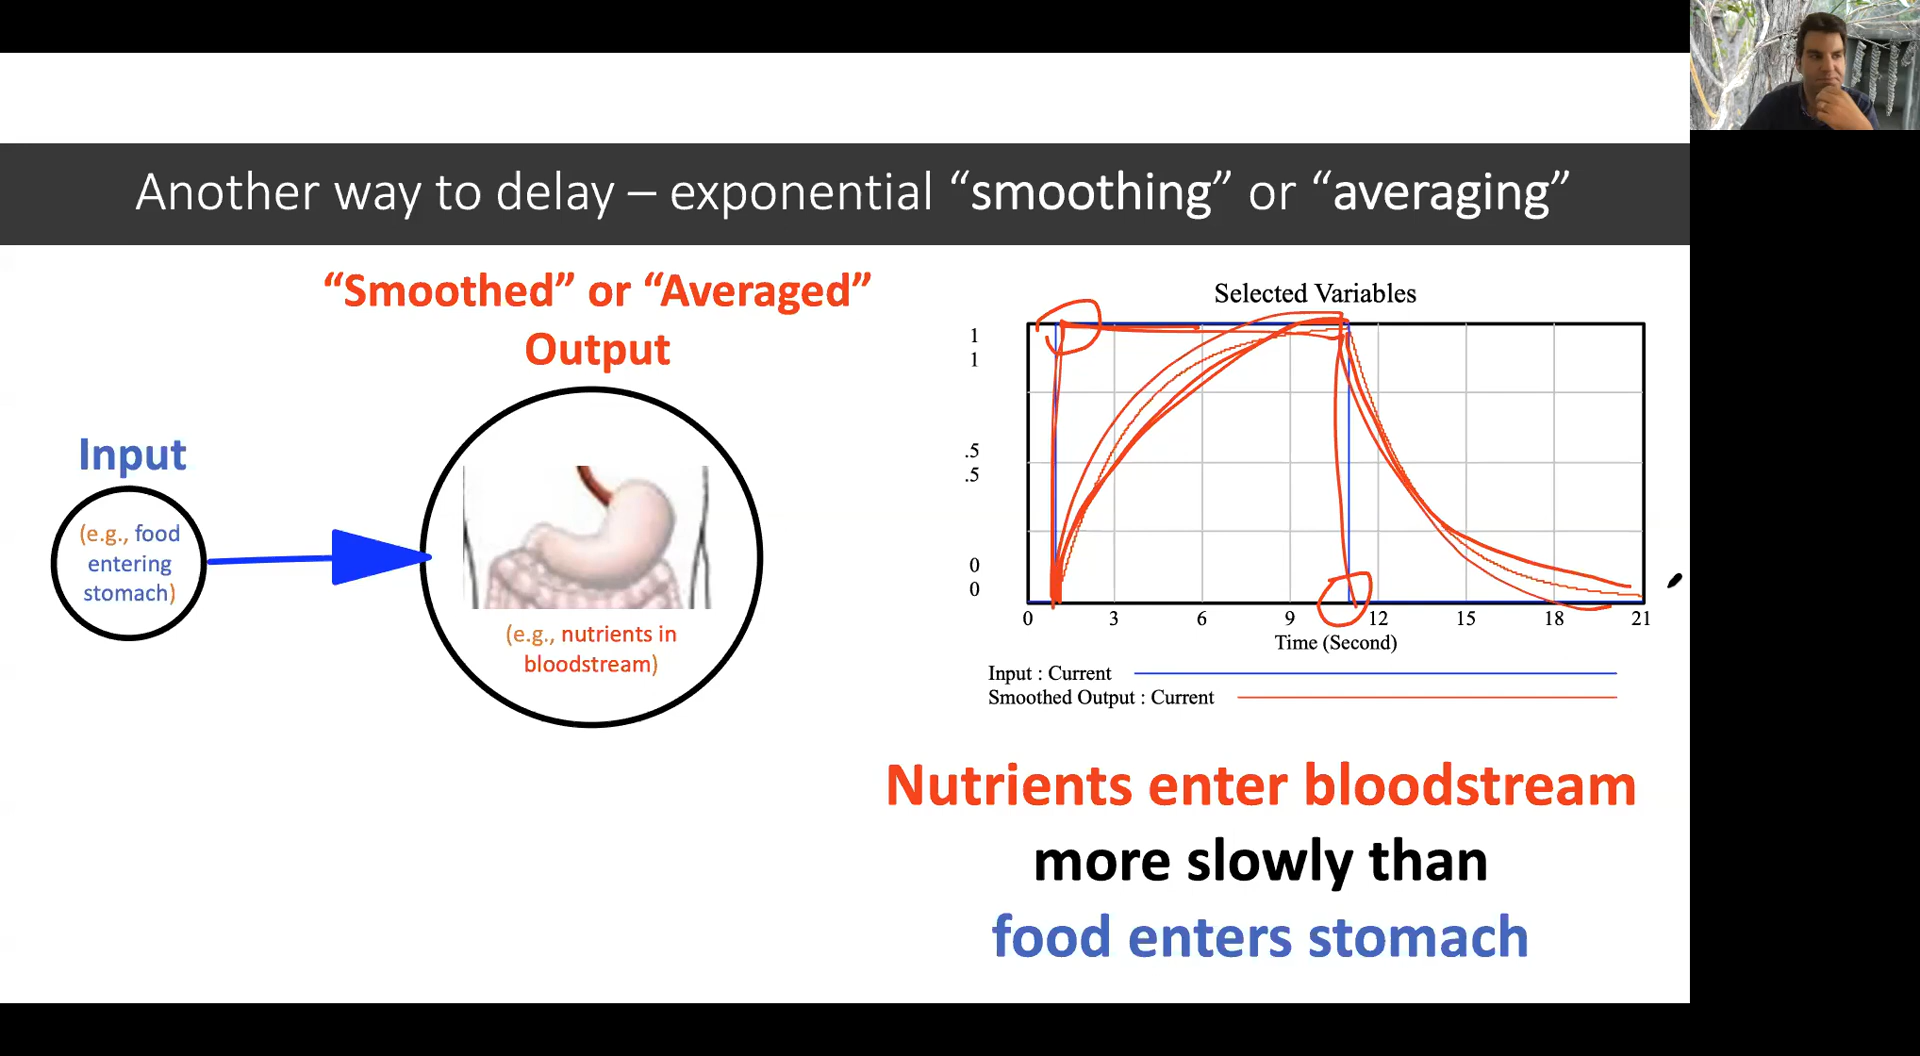 Another way to delay – exponential “smoothing” or “averaging”
“Smoothed” or “Averaged”
Output
Input
(e.g., food
entering
stomach)
(e.g., nutrients in
bloodstream)
Selected Variables
1
1
.5
.5
0
0
0 3 6 9 12 15 18 21
Time (Second)
Input : Current
Smoothed Output : Current
Nutrients enter bloodstream
more slowly than
food enters stomach